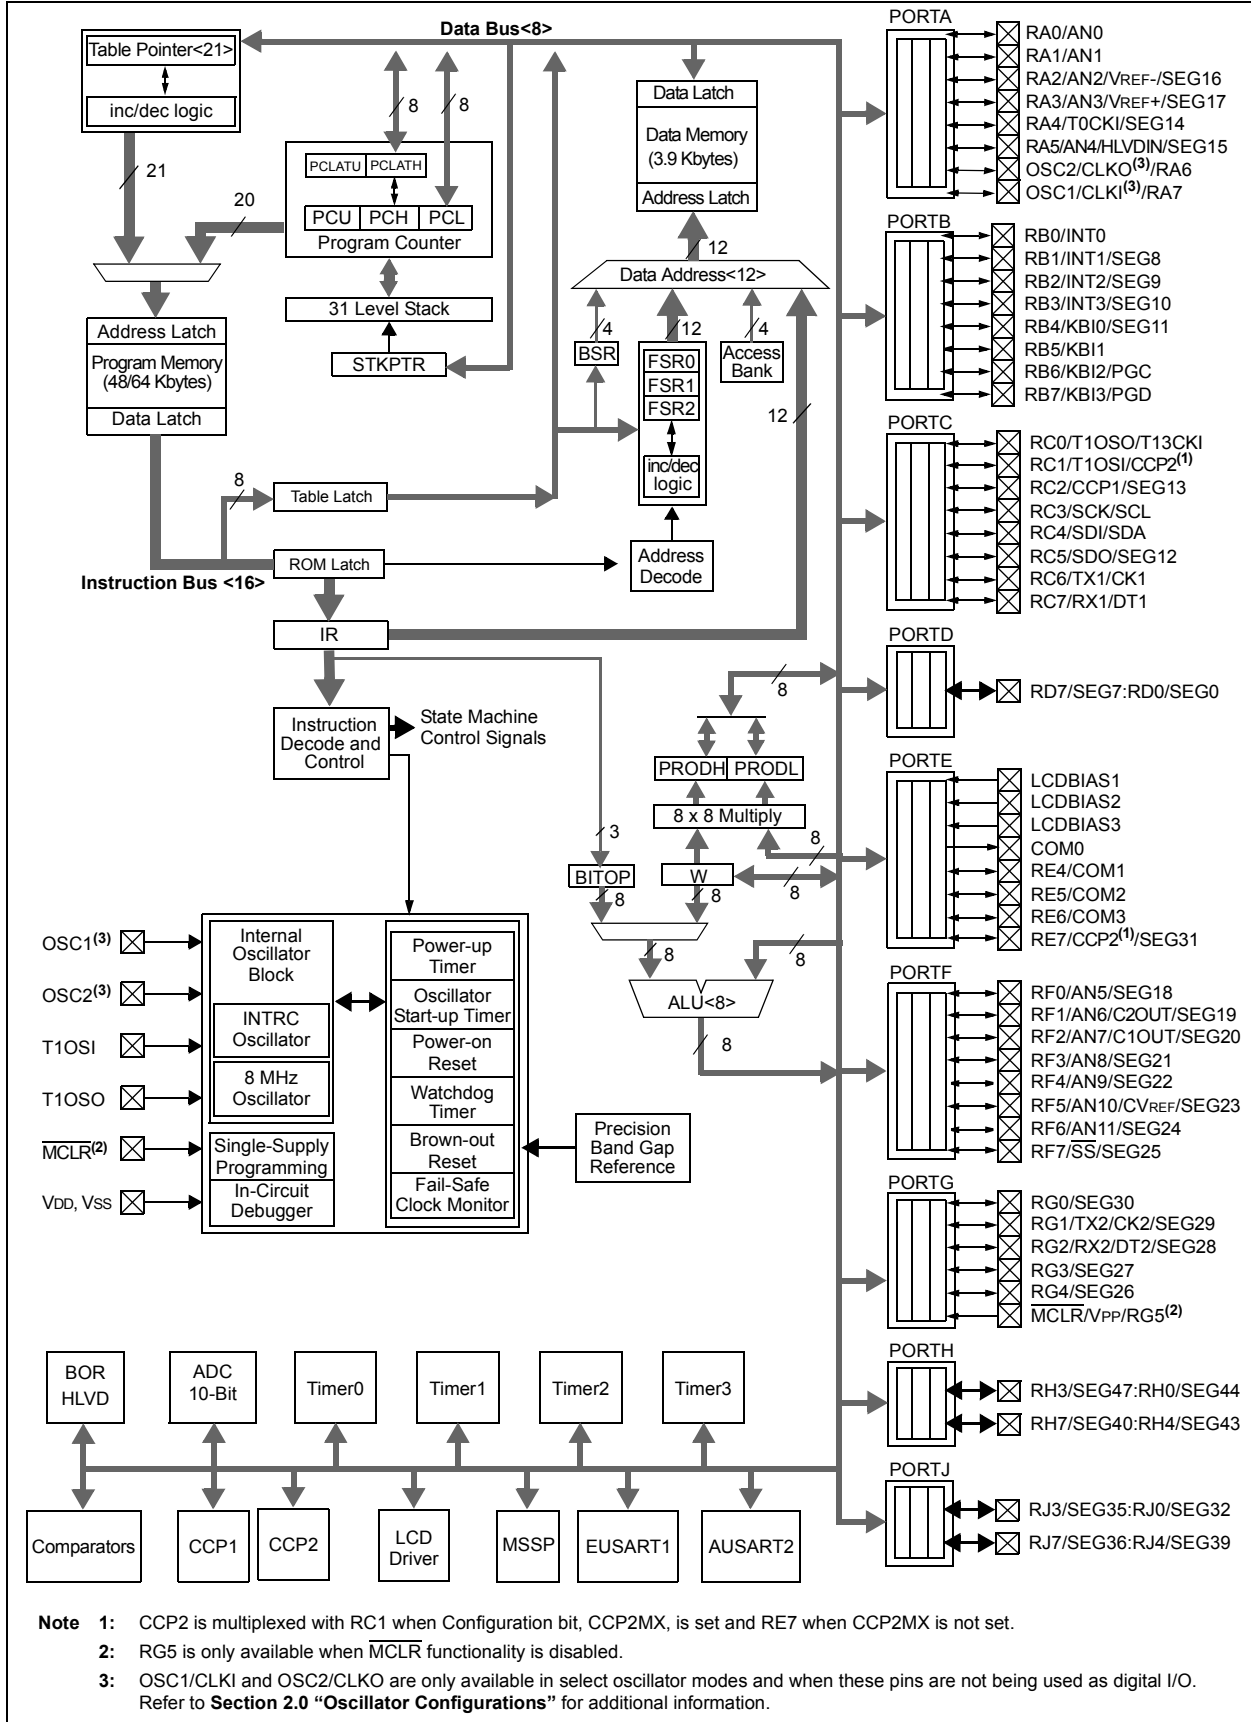 Data Bus<8>
Table Pointer<21>
inc/dec logic
21
8
8
PCLATU
PCLATH
20
PCU
PCH
PCL
Program Counter
31 Level Stack
STKPTR
Data Latch
Data Memory
(3.9 Kbytes)
Address Latch
12
Data Address<12>
4
12
4
BSR
FSR0
FSR1
FSR2
inc/dec
logic
Access
Bank
12
Address Latch
Program Memory
(48/64 Kbytes)
Data Latch
8
Table Latch
ROM Latch
Instruction Bus <16>
Address
Decode
IR
Instruction
Decode and
Control
State Machine
Control Signals
8
PRODH
PRODL
8 x 8 Multiply
3
8
BITOP
W
8
8
8
8
8
ALU<8>
8
OSC1(3)
OSC2(3)
T1OSI
T1OSO
MCLR(2)
VDD, VSS
Internal
Oscillator
Block
INTRC
Oscillator
8 MHz
Oscillator
Single-Supply
Programming
In-Circuit
Debugger
Power-up
Timer
Oscillator
Start-up Timer
Power-on
Reset
Watchdog
Timer
Brown-out
Reset
Fail-Safe
Clock Monitor
Precision
Band Gap
Reference
BOR
HLVD
ADC
10-Bit
Timer0
Timer1
Timer2
Timer3
Comparators
CCP1
CCP2
LCD
Driver
MSSP
EUSART1
AUSART2
PORTA
RA0/AN0
RA1/AN1
RA2/AN2/VREF-/SEG16
RA3/AN3/VREF+/SEG17
RA4/T0CKI/SEG14
RA5/AN4/HLVDIN/SEG15
OSC2/CLKO(3)/RA6
OSC1/CLKI(3)/RA7
PORTB
RB0/INT0
RB1/INT1/SEG8
RB2/INT2/SEG9
RB3/INT3/SEG10
RB4/KBI0/SEG11
RB5/KBI1
RB6/KBI2/PGC
RB7/KBI3/PGD
PORTC
RC0/T1OSO/T13CKI
RC1/T1OSI/CCP2(1)
RC2/CCP1/SEG13
RC3/SCK/SCL
RC4/SDI/SDA
RC5/SDO/SEG12
RC6/TX1/CK1
RC7/RX1/DT1
PORTD
RD7/SEG7:RD0/SEG0
PORTE
LCDBIAS1
LCDBIAS2
LCDBIAS3
COM0
RE4/COM1
RE5/COM2
RE6/COM3
RE7/CCP2(1)/SEG31
PORTF
RF0/AN5/SEG18
RF1/AN6/C2OUT/SEG19
RF2/AN7/C1OUT/SEG20
RF3/AN8/SEG21
RF4/AN9/SEG22
RF5/AN10/CVREF/SEG23
RF6/AN11/SEG24
RF7/SS/SEG25
PORTG
RG0/SEG30
RG1/TX2/CK2/SEG29
RG2/RX2/DT2/SEG28
RG3/SEG27
RG4/SEG26
MCLR/VPP/RG5(2)
PORTH
RH3/SEG47:RH0/SEG44
RH7/SEG40:RH4/SEG43
PORTJ
RJ3/SEG35:RJ0/SEG32
RJ7/SEG36:RJ4/SEG39
Note 1: CCP2 is multiplexed with RC1 when Configuration bit, CCP2MX, is set and RE7 when CCP2MX is not set.
2: RG5 is only available when MCLR functionality is disabled.
3: OSC1/CLKI and OSC2/CLKO are only available in select oscillator modes and when these pins are not being used as digital I/O.
Refer to Section 2.0 “Oscillator Configurations” for additional information.